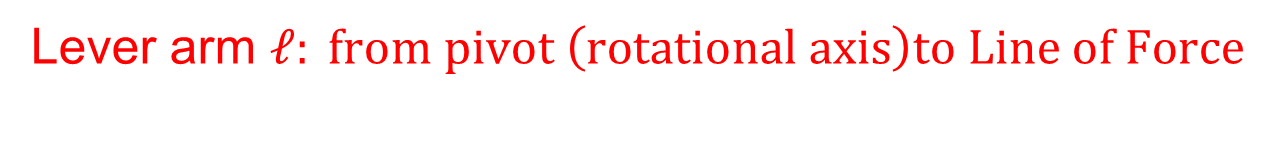 Lever arm ℓ: from pivot (rotational axis)to Line of Force